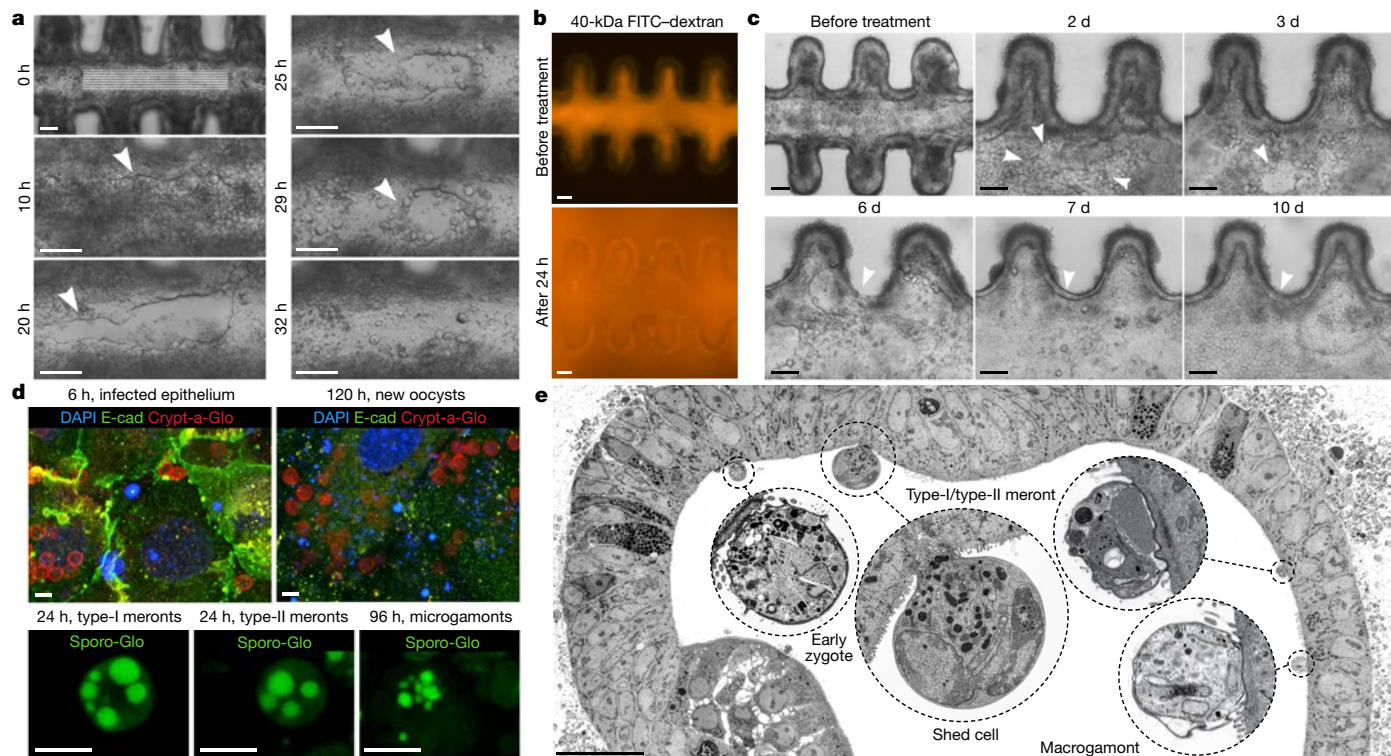 a
0 h
10 h
20 h
25 h
29 h
32 h
b
40-kDa FITC–dextran
Before treatment
After 24 h
c
Before treatment
2 d
3 d
6 d
7 d
10 d
d
6 h, infected epithelium
DAPI E-cad Crypt-a-Glo
120 h, new oocysts
DAPI E-cad Crypt-a-Glo
24 h, type-I meronts
Sporo-Glo
24 h, type-II meronts
Sporo-Glo
96 h, microgamonts
Sporo-Glo
e
Type-I/type-II meront
Early
zygote
Shed cell
Macrogamont